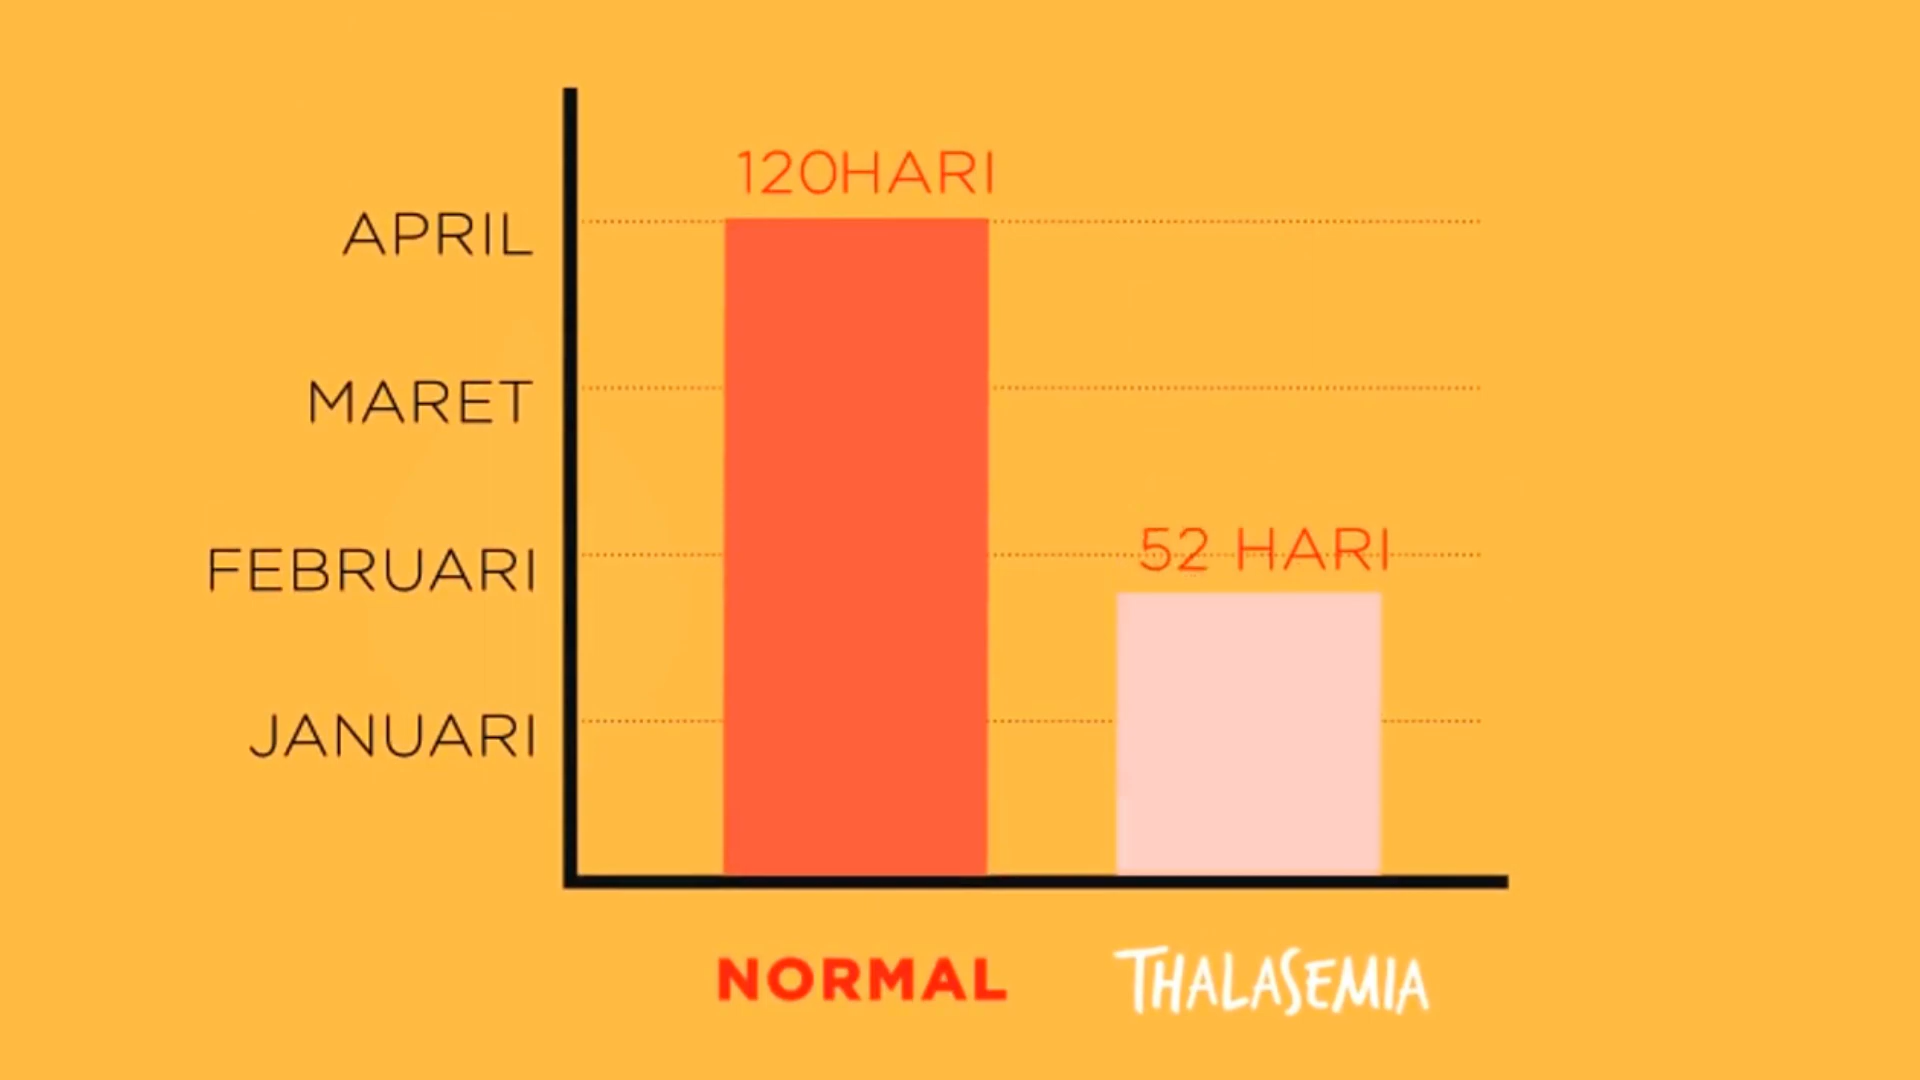 120HARI
APRIL
MARET
52 HARI
FEBRUARI
JANUARI
NORMAL
THALASEMIA